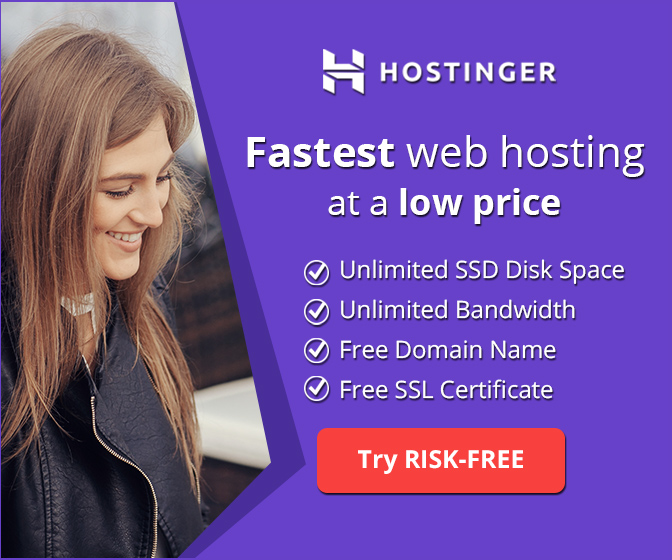 HOSTINGER
Fastest web hosting
at a low price
Unlimited SSD Disk Space
Unlimited Bandwidth
Free Domain Name
Free SSL Certificate
Try RISK-FREE